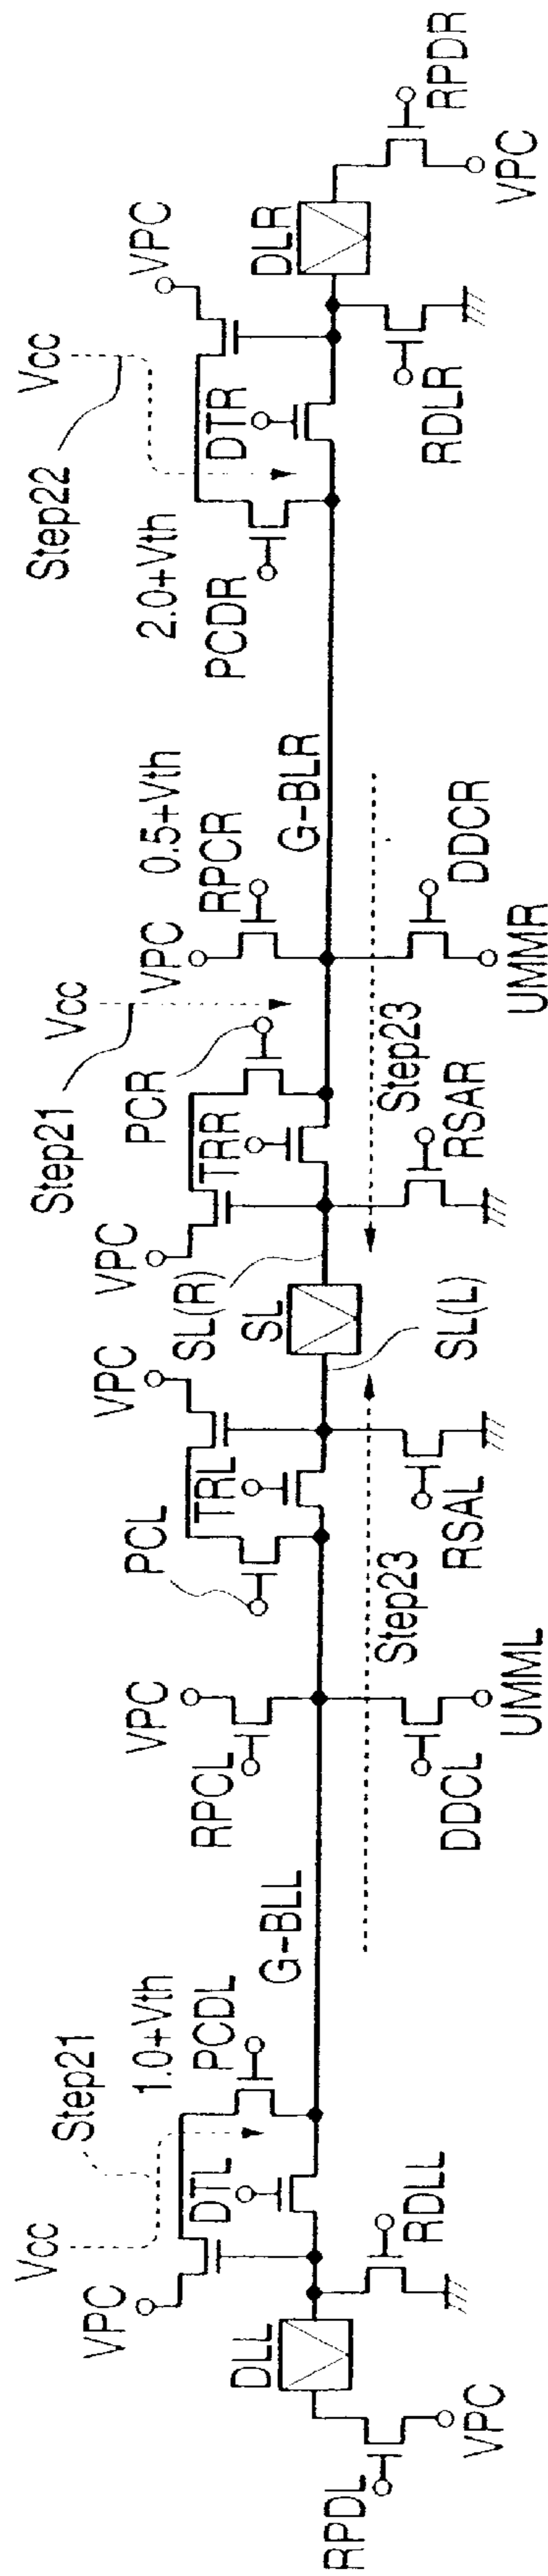 RPDL
VPC
DLL
VPC
Vcc
Step21
DTL
RDLL
1.0+Vth
PCDL
G-BLL
RPCL
VPC
DDCL
UMML
Step23
PCL
TRL
VPC
RSAL
SL(L)
SL
SL(R)
VPC
TRR
PCR
Step21
Vcc
RSAR
Step23
VPC
RPCR
0.5+Vth
DDCR
UMMR
G-BLR
PCDR
2.0+Vth
Step22
Vcc
DTR
VPC
RDLR
DLR
RPDR
VPC